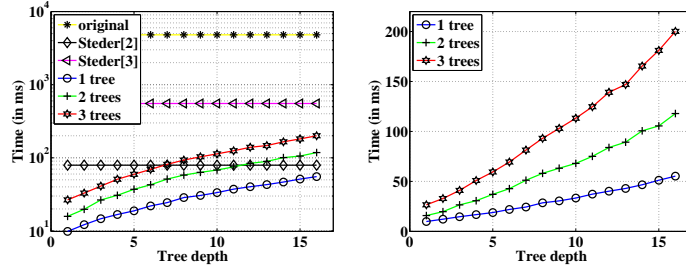 10^4
10^3
10^2
10^1
Time (in ms)
original
Steder[2]
Steder[3]
1 tree
2 trees
3 trees
0 5 10 15
Tree depth
200
150
100
50
0
Time (in ms)
1 tree
2 trees
3 trees
0 5 10 15
Tree depth